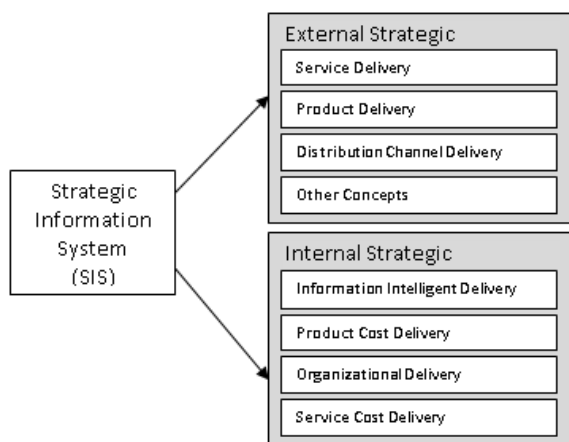 Strategic
Information
System
(SIS)
External Strategic
Service Delivery
Product Delivery
Distribution Channel Delivery
Other Concepts
Internal Strategic
Information Intelligent Delivery
Product Cost Delivery
Organizational Delivery
Service Cost Delivery